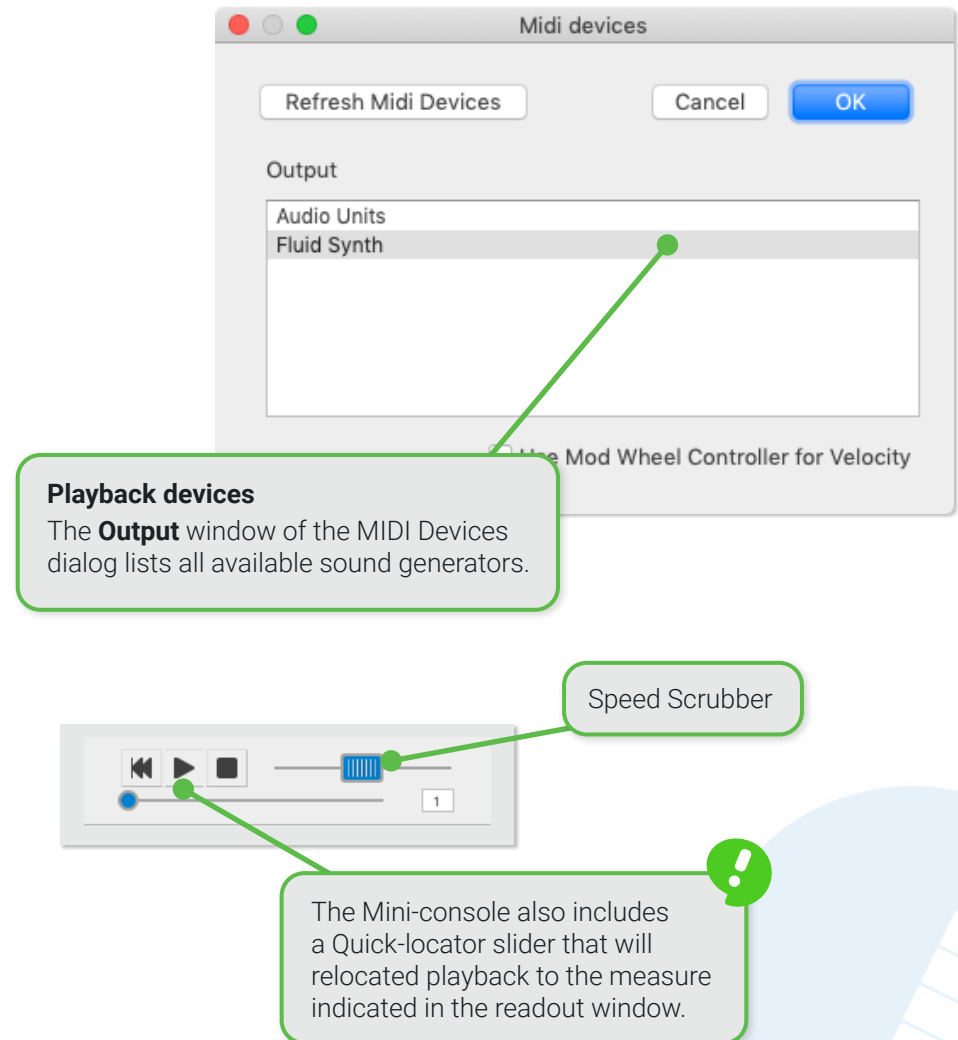 Midi devices
Refresh Midi Devices Cancel OK
Output
Audio Units
Fluid Synth
Mod Wheel Controller for Velocity
Playback devices
The Output window of the MIDI Devices
dialog lists all available sound generators.
Speed Scrubber
1
The Mini-console also includes
a Quick-locator slider that will
relocated playback to the measure
indicated in the readout window.